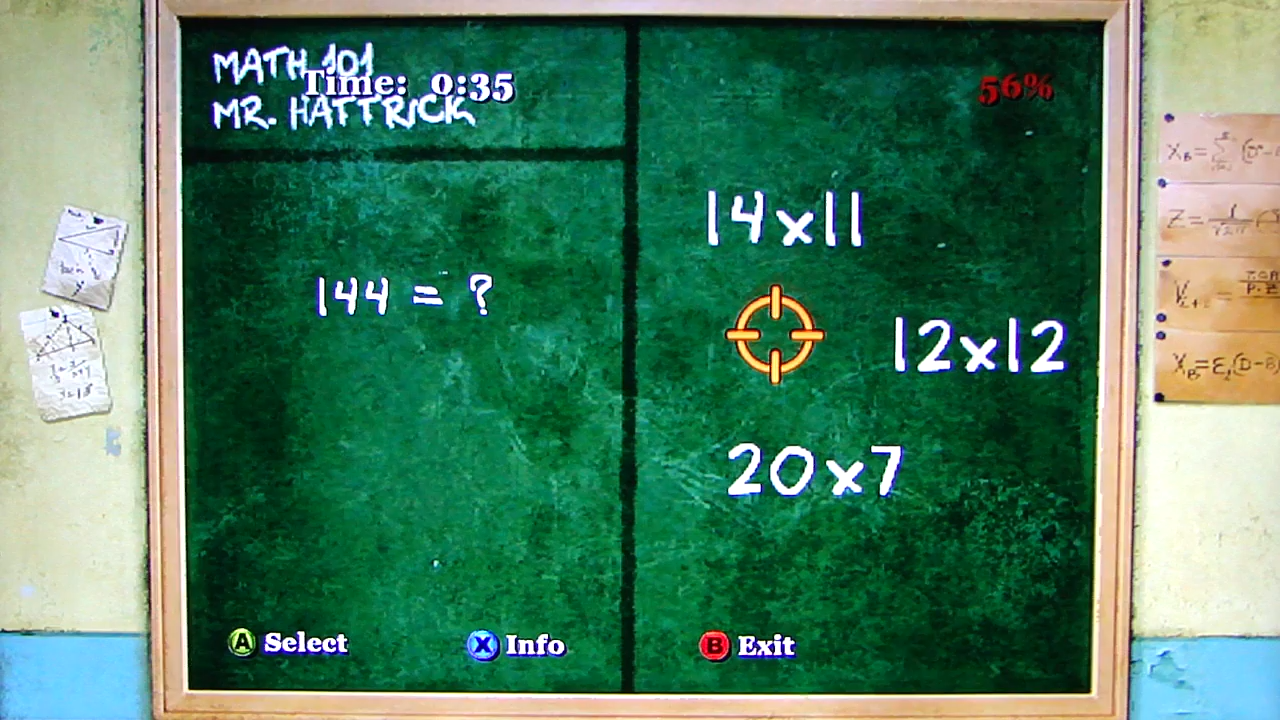 MATH 101
Time: 0:35
MR. HATTRICK
56%
144 = ?
14x11
12x12
20x7
A Select
X Info
B Exit